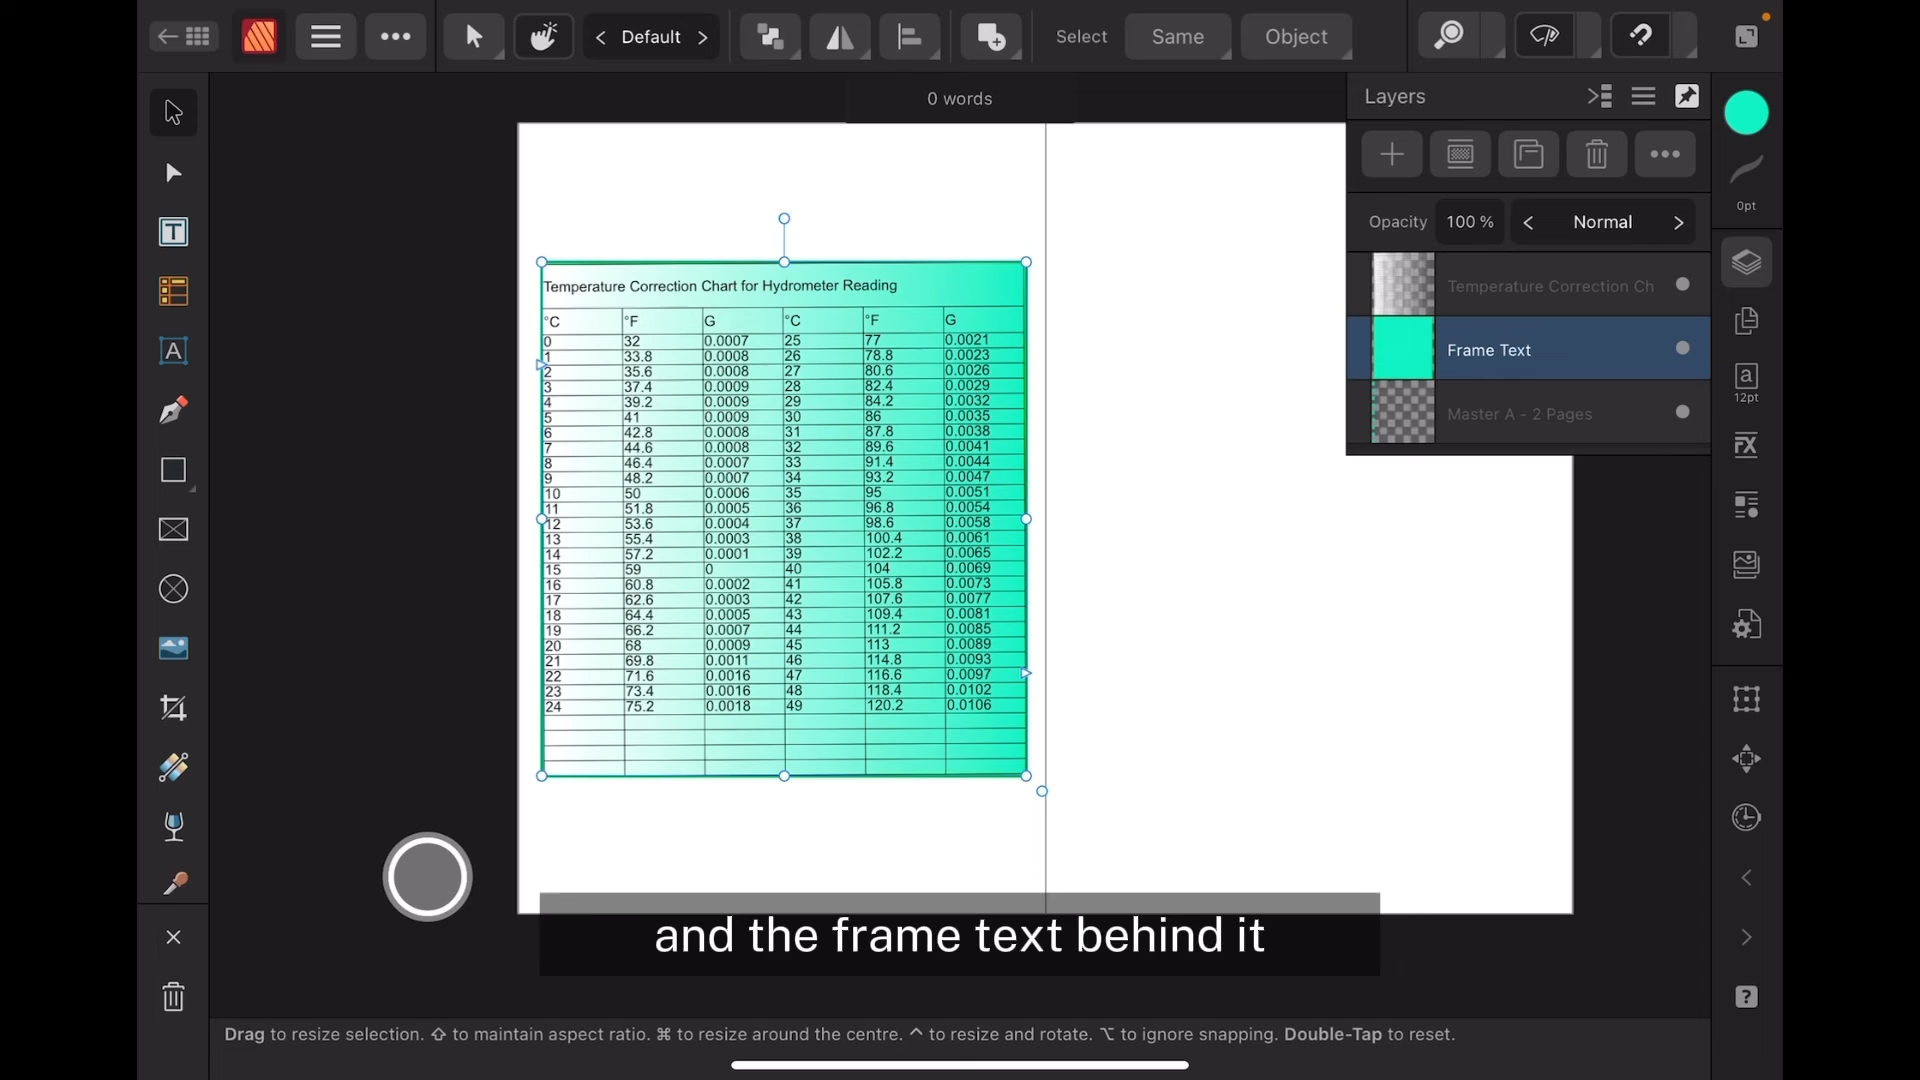 Default
Select
Same
Object
0 words
Layers
Opacity
100 %
Normal
Temperature Correction Ch
Frame Text
Master A - 2 Pages
0pt
a
12pt
FX
?
T
A
Temperature Correction Chart for Hydrometer Reading
°C °F G °C °F G
0 32 0.0007 25 77 0.0021
1 33.8 0.0008 26 78.8 0.0023
2 35.6 0.0008 27 80.6 0.0026
3 37.4 0.0009 28 82.4 0.0029
4 39.2 0.0009 29 84.2 0.0032
5 41 0.0009 30 86 0.0035
6 42.8 0.0008 31 87.8 0.0038
7 44.6 0.0008 32 89.6 0.0041
8 46.4 0.0007 33 91.4 0.0044
9 48.2 0.0007 34 93.2 0.0047
10 50 0.0006 35 95 0.0051
11 51.8 0.0005 36 96.8 0.0054
12 53.6 0.0004 37 98.6 0.0058
13 55.4 0.0003 38 100.4 0.0061
14 57.2 0.0001 39 102.2 0.0065
15 59 0 40 104 0.0069
16 60.8 0.0002 41 105.8 0.0073
17 62.6 0.0003 42 107.6 0.0077
18 64.4 0.0005 43 109.4 0.0081
19 66.2 0.0007 44 111.2 0.0085
20 68 0.0009 45 113 0.0089
21 69.8 0.0011 46 114.8 0.0093
22 71.6 0.0016 47 116.6 0.0097
23 73.4 0.0016 48 118.4 0.0102
24 75.2 0.0018 49 120.2 0.0106
and the frame text behind it
Drag to resize selection. ⇧ to maintain aspect ratio. ⌘ to resize around the centre. ^ to resize and rotate. ⌥ to ignore snapping. Double-Tap to reset.